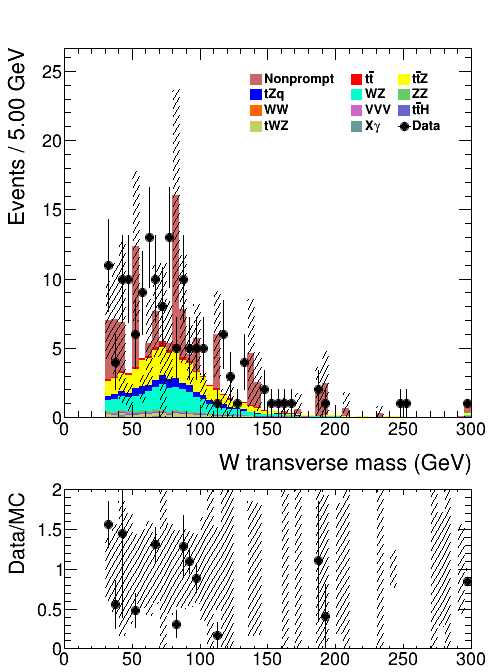 Events / 5.00 GeV
25
20
15
10
5
0
Nonprompt tt̄ tt̄Z
tZq WZ ZZ
WW VVV tt̄H
tWZ Xγ Data
0 50 100 150 200 250 300
W transverse mass (GeV)
Data/MC
2
1.5
1
0.5
0
0 50 100 150 200 250 300